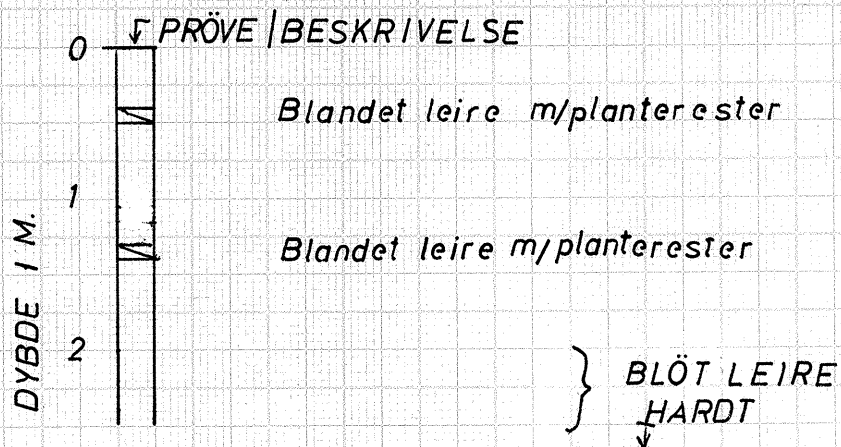 PRÖVE | BESKRIVELSE
0
Blandet leire m/planterester
1
Blandet leire m/planterester
DYBDE I M.
2
BLÖT LEIRE
HARDT